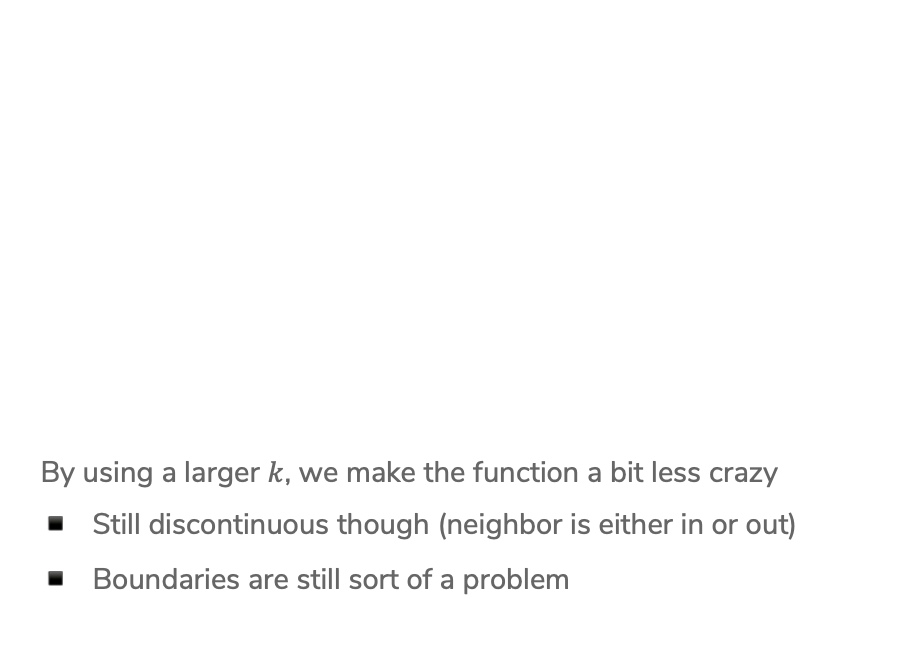 By using a larger k, we make the function a bit less crazy
▪ Still discontinuous though (neighbor is either in or out)
▪ Boundaries are still sort of a problem